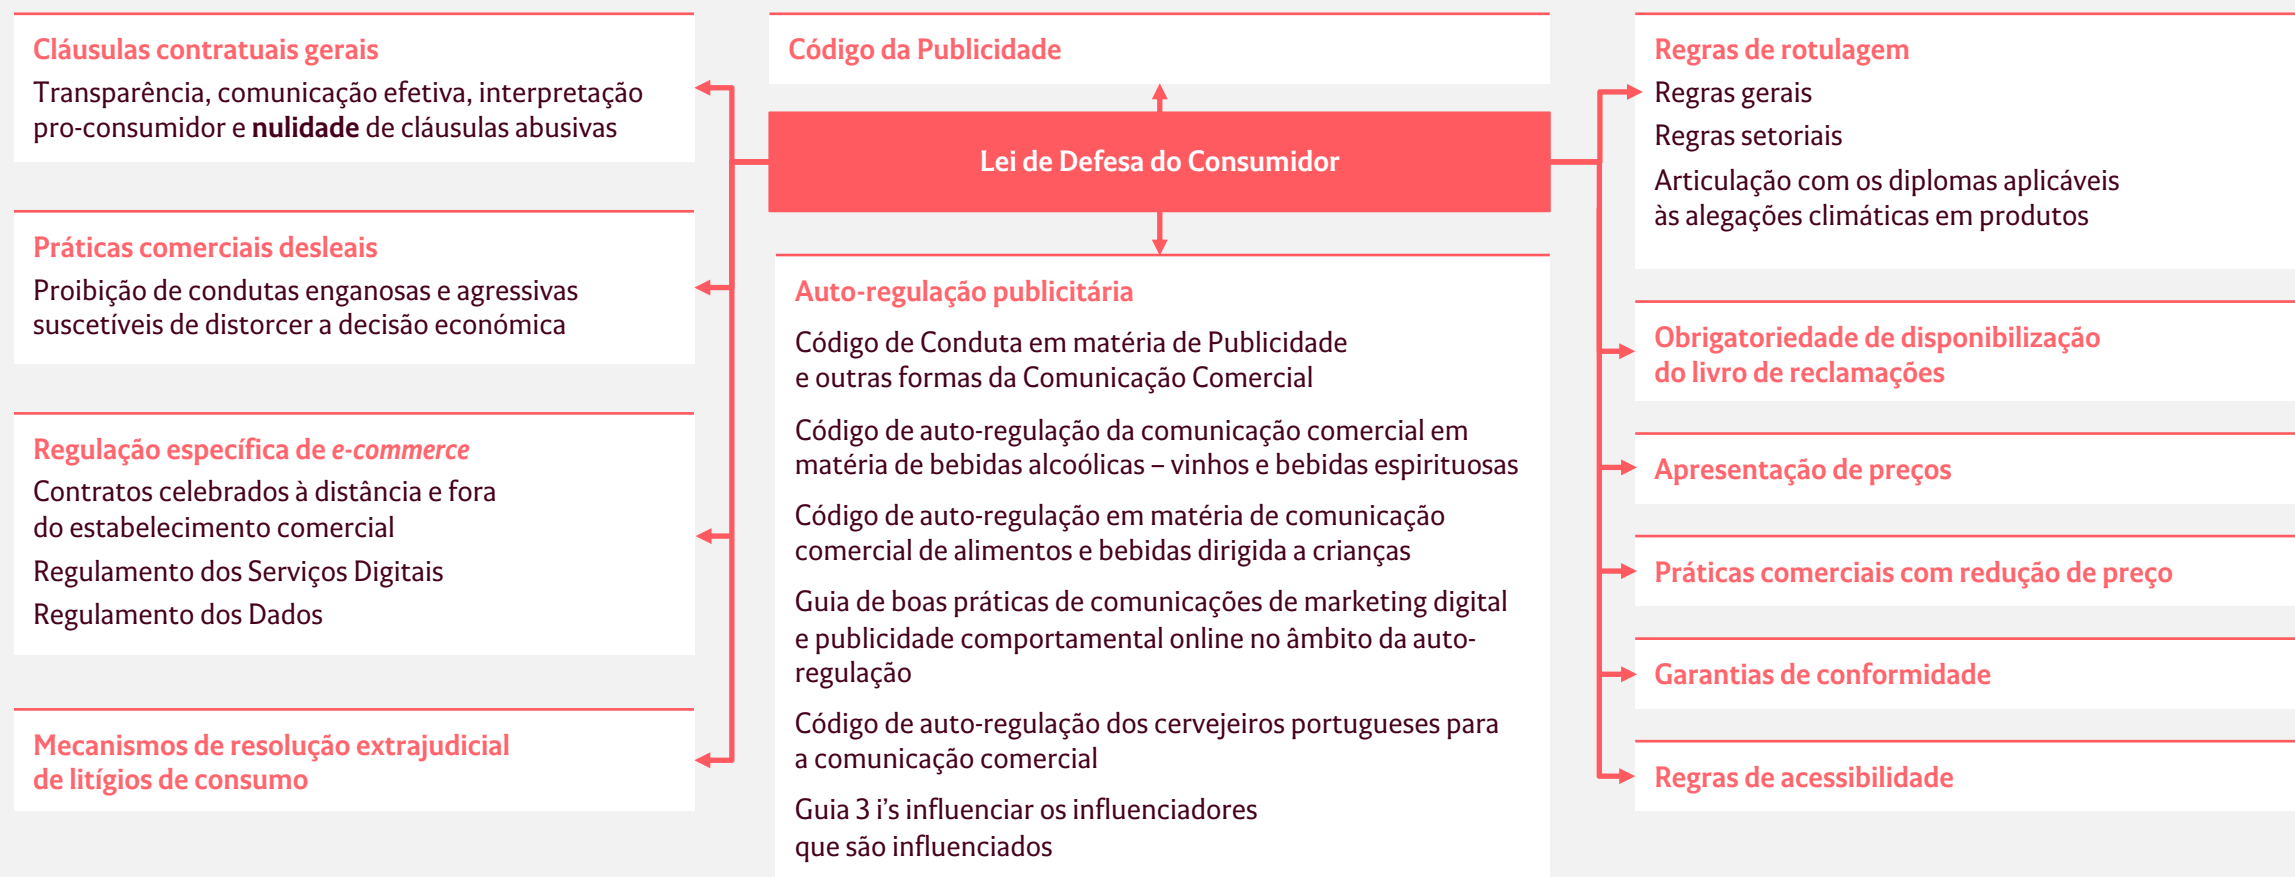 Cláusulas contratuais gerais
Transparência, comunicação efetiva, interpretação
pro-consumidor e nulidade de cláusulas abusivas
Práticas comerciais desleais
Proibição de condutas enganosas e agressivas
suscetíveis de distorcer a decisão económica
Regulação específica de e-commerce
Contratos celebrados à distância e fora
do estabelecimento comercial
Regulamento dos Serviços Digitais
Regulamento dos Dados
Mecanismos de resolução extrajudicial
de litígios de consumo
Código da Publicidade
Lei de Defesa do Consumidor
Auto-regulação publicitária
Código de Conduta em matéria de Publicidade
e outras formas da Comunicação Comercial
Código de auto-regulação da comunicação comercial em
matéria de bebidas alcoólicas – vinhos e bebidas espirituosas
Código de auto-regulação em matéria de comunicação
comercial de alimentos e bebidas dirigida a crianças
Guia de boas práticas de comunicações de marketing digital
e publicidade comportamental online no âmbito da auto-
regulação
Código de auto-regulação dos cervejeiros portugueses para
a comunicação comercial
Guia 3 i’s influenciar os influenciadores
que são influenciados
Regras de rotulagem
Regras gerais
Regras setoriais
Articulação com os diplomas aplicáveis
às alegações climáticas em produtos
Obrigatoriedade de disponibilização
do livro de reclamações
Apresentação de preços
Práticas comerciais com redução de preço
Garantias de conformidade
Regras de acessibilidade